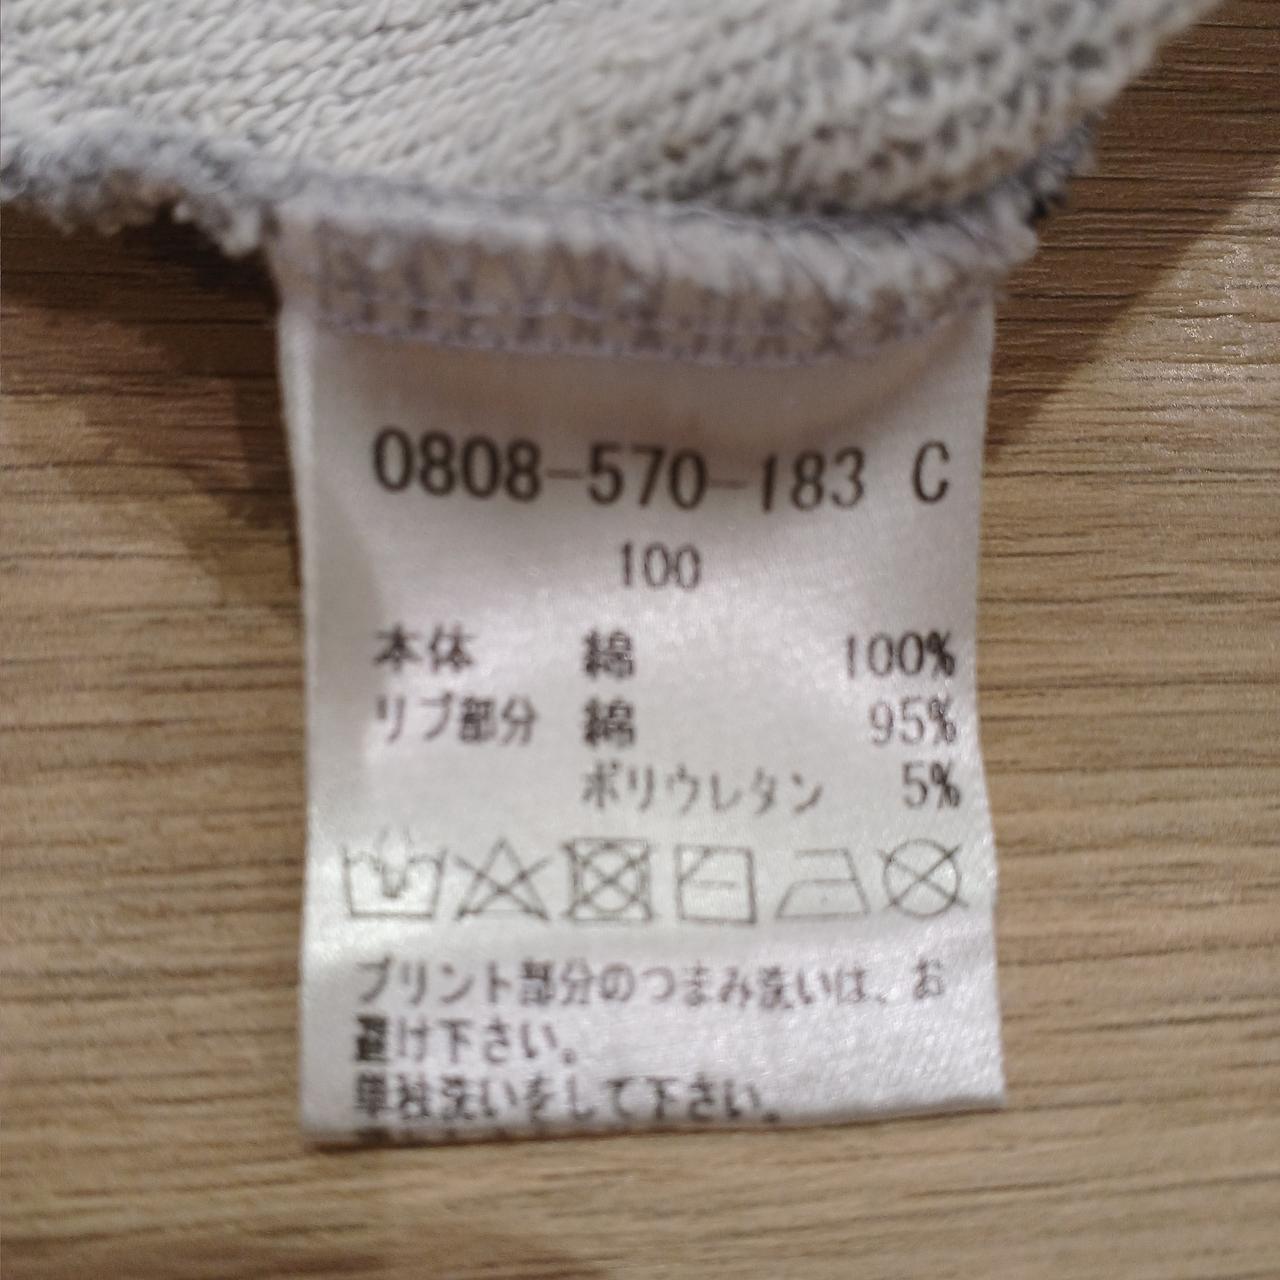 0808-570-183 C
100
本体 綿 100%
リブ部分 綿 95%
ポリウレタン 5%
プリント部分のつまみ洗いは、お
避け下さい。
単独洗いをして下さい。